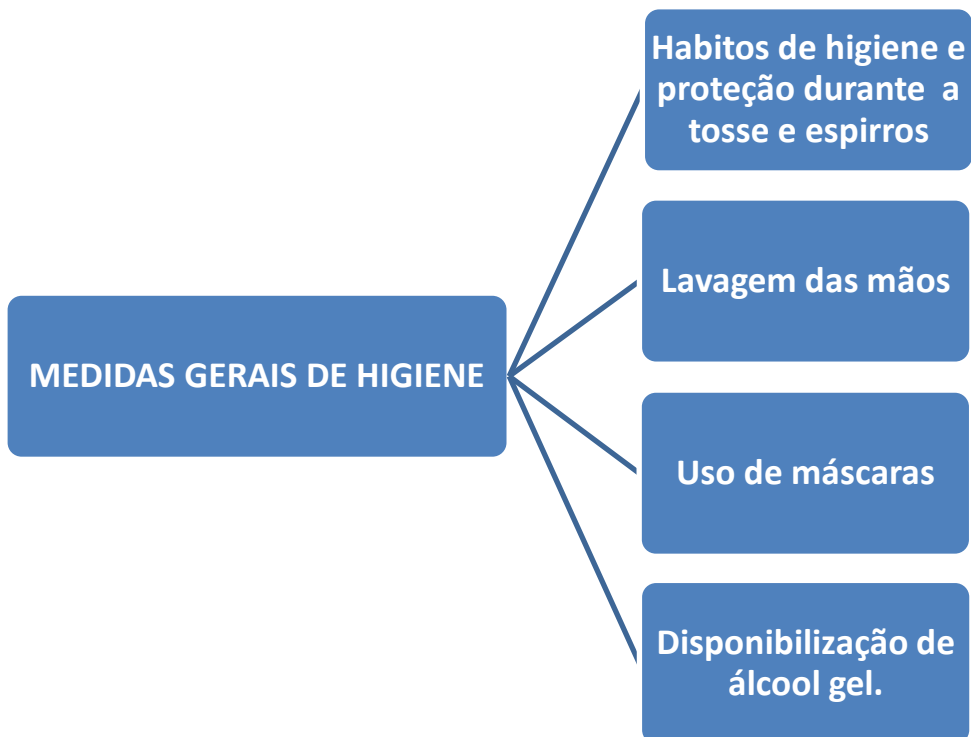 MEDIDAS GERAIS DE HIGIENE
Habitos de higiene e
proteção durante a
tosse e espirros
Lavagem das mãos
Uso de máscaras
Disponibilização de
álcool gel.